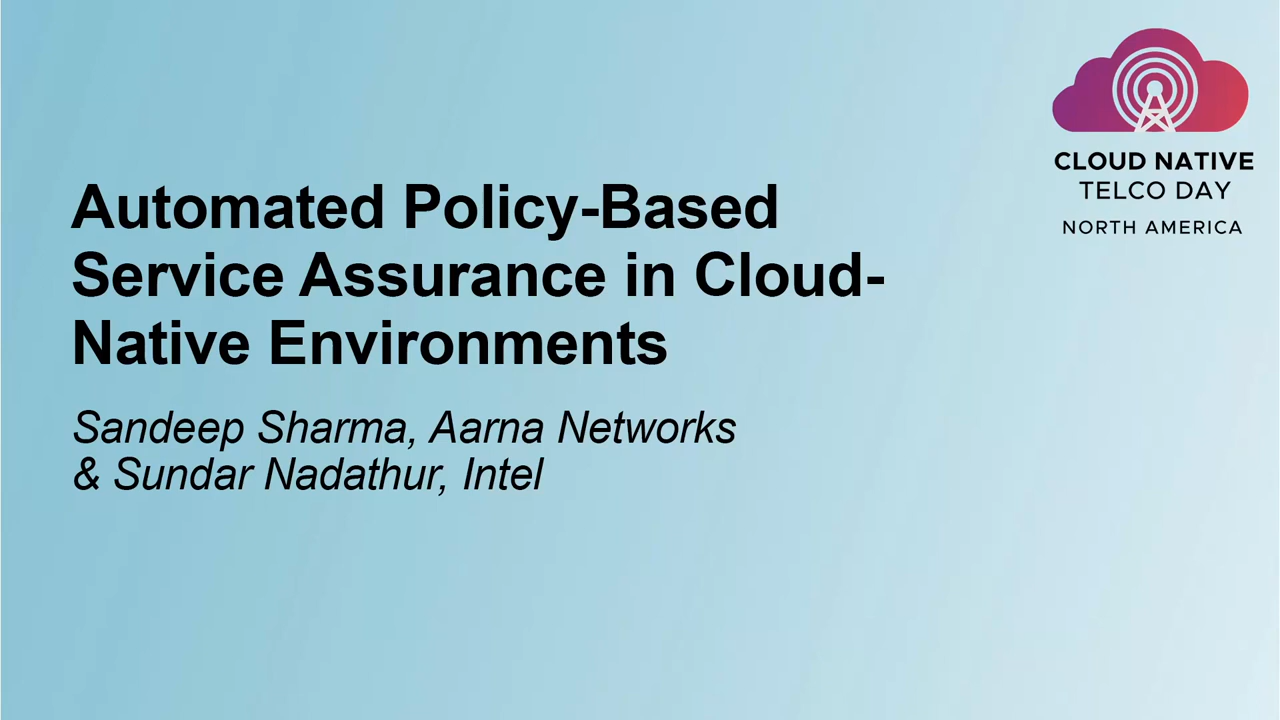 Automated Policy-Based
Service Assurance in Cloud-
Native Environments
Sandeep Sharma, Aarna Networks
& Sundar Nadathur, Intel
CLOUD NATIVE
TELCO DAY
NORTH AMERICA